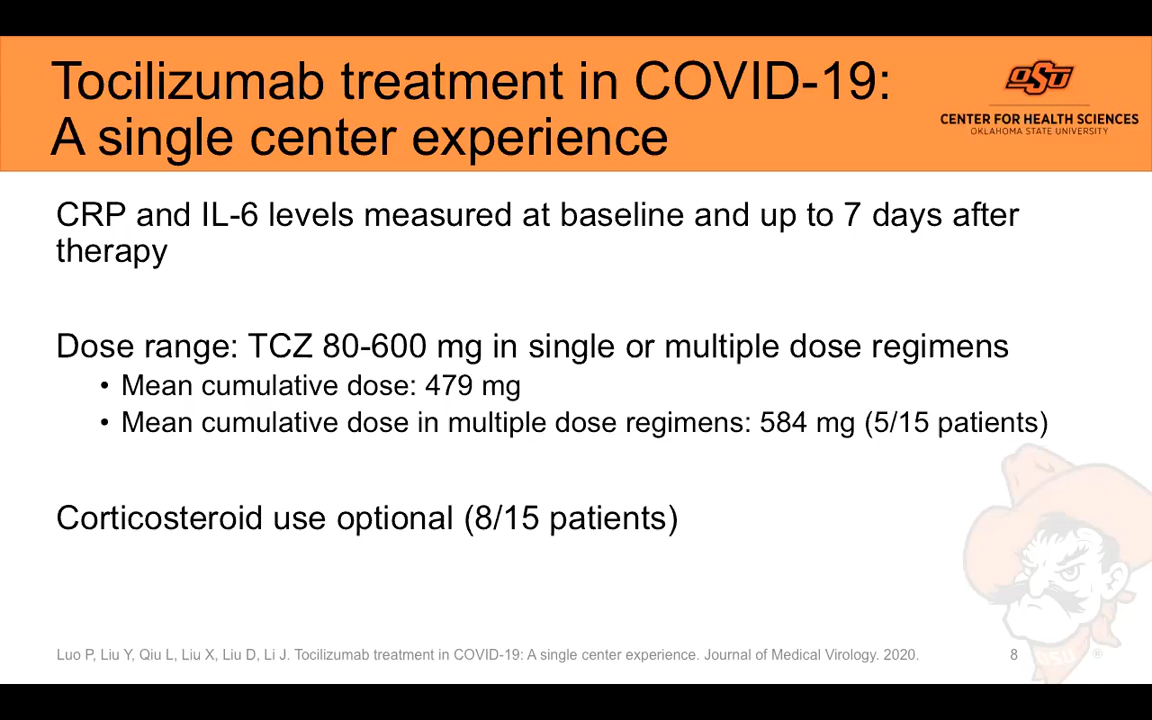 Tocilizumab treatment in COVID-19:
A single center experience
OSU
CENTER FOR HEALTH SCIENCES
OKLAHOMA STATE UNIVERSITY
CRP and IL-6 levels measured at baseline and up to 7 days after
therapy
Dose range: TCZ 80-600 mg in single or multiple dose regimens
• Mean cumulative dose: 479 mg
• Mean cumulative dose in multiple dose regimens: 584 mg (5/15 patients)
Corticosteroid use optional (8/15 patients)
Luo P, Liu Y, Qiu L, Liu X, Liu D, Li J. Tocilizumab treatment in COVID-19: A single center experience. Journal of Medical Virology. 2020.
8
OSU
®